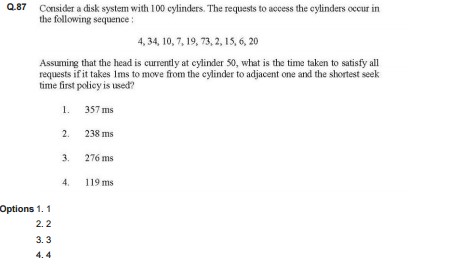 Q.87 Consider a disk system with 100 cylinders. The requests to access the cylinders occur in
the following sequence :
4, 34, 10, 7, 19, 73, 2, 15, 6, 20
Assuming that the head is currently at cylinder 50, what is the time taken to satisfy all
requests if it takes 1ms to move from the cylinder to adjacent one and the shortest seek
time first policy is used?
1. 357 ms
2. 238 ms
3. 276 ms
4. 119 ms
Options 1. 1
2. 2
3. 3
4. 4